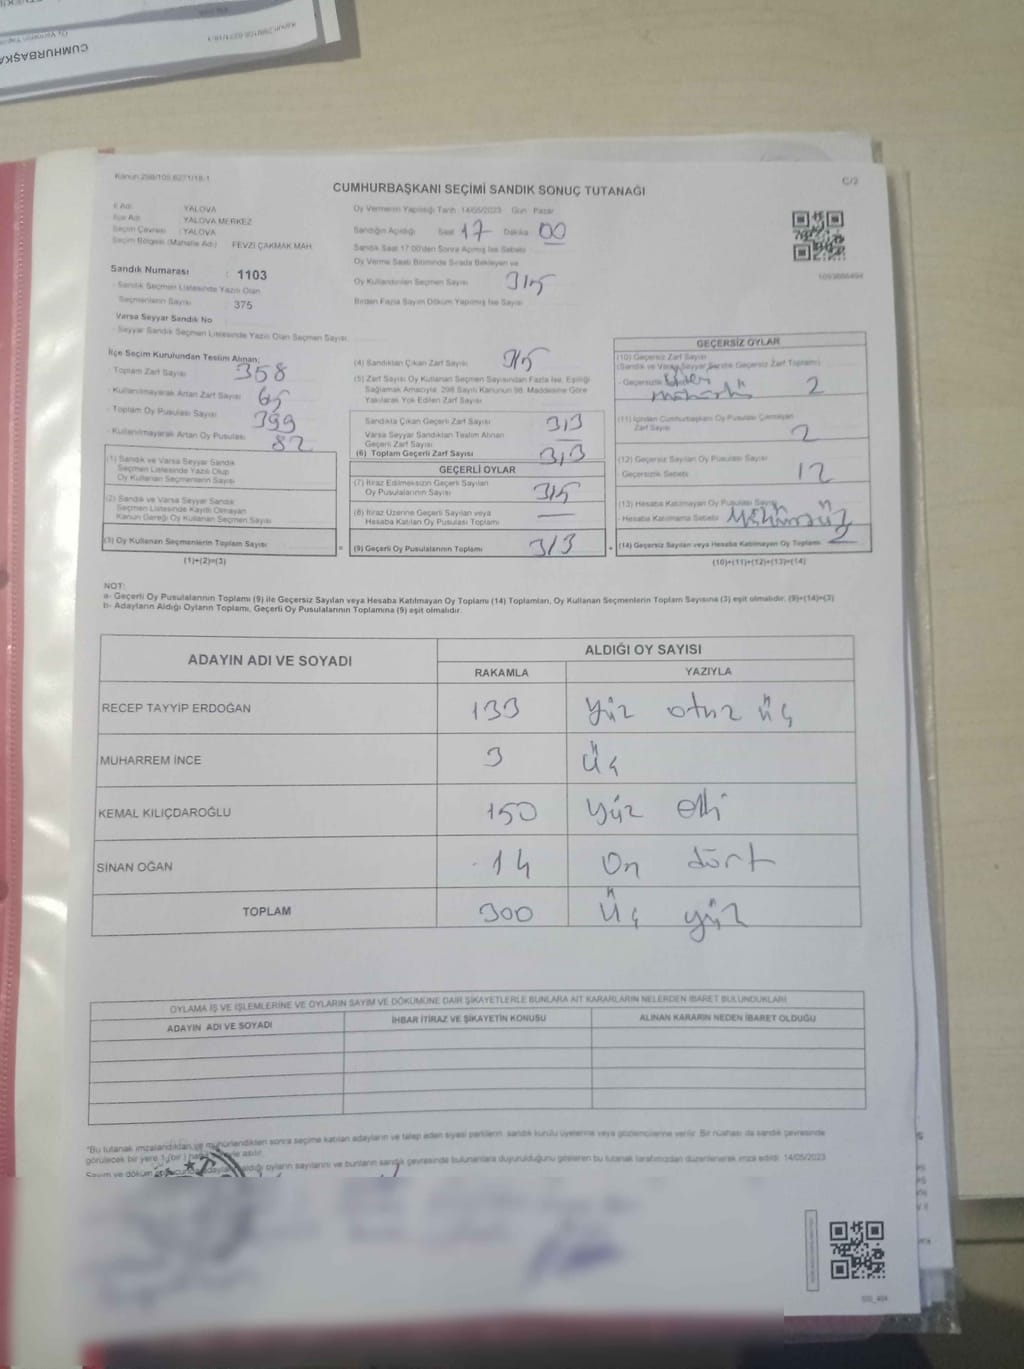 CUMHURBAŞKA
Kanun 298/105.6271/18-1
C/2
CUMHURBAŞKANI SEÇİMİ SANDIK SONUÇ TUTANAĞI
İl Adı YALOVA
İlçe Adı YALOVA MERKEZ
Seçim Çevresi : YALOVA
Seçim Bölgesi (Mahalle Adı) FEVZİ ÇAKMAK MAH.
Sandık Numarası : 1103
- Sandık Seçmen Listesinde Yazılı Olan
Seçmenlerin Sayısı 375
Varsa Seyyar Sandık No
- Seyyar Sandık Seçmen Listesinde Yazılı Olan Seçmen Sayısı
Oy Vermenin Yapıldığı Tarih 14/05/2023 Gün Pazar
Sandığın Açıldığı Saat 17 Dakika 00
Sandık Saat 17.00'den Sonra Açılmış İse Sebebi
Oy Verme Saati Bitiminde Sırada Bekleyen ve
Oy Kullandırılan Seçmen Sayısı 315
Birden Fazla Sayım Döküm Yapılmış İse Sayısı
İlçe Seçim Kurulundan Teslim Alınan;
Toplam Zarf Sayısı 358
- Kullanılmayarak Artan Zarf Sayısı 65
- Toplam Oy Pusulası Sayısı 399
- Kullanılmayarak Artan Oy Pusulası 82
(1) Sandık ve Varsa Seyyar Sandık
Seçmen Listesinde Yazılı Olup
Oy Kullanan Seçmenlerin Sayısı
(2) Sandık ve Varsa Seyyar Sandık
Seçmen Listesinde Kayıtlı Olmayan
Kanun Gereği Oy Kullanan Seçmen Sayısı
(3) Oy Kullanan Seçmenlerin Toplam Sayısı
(1)+(2)=(3)
(4) Sandıktan Çıkan Zarf Sayısı 315
(5) Zarf Sayısı Oy Kullanan Seçmen Sayısından Fazla İse, Eşitliği
Sağlamak Amacıyla, 298 Sayılı Kanunun 98. Maddesine Göre
Yakılarak Yok Edilen Zarf Sayısı
Sandıkta Çıkan Geçerli Zarf Sayısı 313
Varsa Seyyar Sandıktan Teslim Alınan
Geçerli Zarf Sayısı —
(6) Toplam Geçerli Zarf Sayısı 313
GEÇERLİ OYLAR
(7) İtiraz Edilmeksizin Geçerli Sayılan
Oy Pusulalarının Sayısı 315
(8) İtiraz Üzerine Geçerli Sayılan veya
Hesaba Katılan Oy Pusulası Toplamı —
= (9) Geçerli Oy Pusulalarının Toplamı 313
GEÇERSİZ OYLAR
(10) Geçersiz Zarf Sayısı
(Sandık ve Varsa Seyyar Sandık Geçersiz Zarf Toplamı)
- Geçersizlik 2
(11) İçinden Cumhurbaşkanı Oy Pusulası Çıkmayan
Zarf Sayısı 2
(12) Geçersiz Sayılan Oy Pusulası Sayısı
Geçersizlik Sebebi 12
(13) Hesaba Katılmayan Oy Pusulası Sayısı
- Hesaba Katılmama Sebebi Mühürsüz 2
+ (14) Geçersiz Sayılan veya Hesaba Katılmayan Oy Toplamı
(10)+(11)+(12)+(13)=(14)
NOT:
a- Geçerli Oy Pusulalarının Toplamı (9) ile Geçersiz Sayılan veya Hesaba Katılmayan Oy Toplamı (14) Toplamları, Oy Kullanan Seçmenlerin Toplam Sayısına (3) eşit olmalıdır. (9)+(14)=(3)
b- Adayların Aldığı Oyların Toplamı, Geçerli Oy Pusulalarının Toplamına (9) eşit olmalıdır.
ADAYIN ADI VE SOYADI
ALDIĞI OY SAYISI
RAKAMLA YAZIYLA
RECEP TAYYİP ERDOĞAN 133 yüz otuz üç
MUHARREM İNCE 3 Üç
KEMAL KILIÇDAROĞLU 150 yüz elli
SİNAN OĞAN 14 On dört
TOPLAM 300 Üç yüz
OYLAMA İŞ VE İŞLEMLERİNE VE OYLARIN SAYIM VE DÖKÜMÜNE DAİR ŞİKAYETLERLE BUNLARA AİT KARARLARIN NELERDEN İBARET BULUNDUKLARI
ADAYIN ADI VE SOYADI İHBAR İTİRAZ VE ŞİKAYETİN KONUSU ALINAN KARARIN NEDEN İBARET OLDUĞU
"Bu tutanak imzalandıktan ve mühürlendikten sonra seçime katılan adayların ve talep eden siyasi partilerin, sandık kurulu üyelerine veya gözlemcilerine verilir. Bir nüshası da sandık çevresinde
görülecek bir yere 1 (bir) asılır.
Sayım ve döküm aldığı oyların sayılarını ve bunların sandık çevresinde bulunanlara duyurulduğunu gösteren bu tutanak tarafımızdan düzenlenerek imza edildi. 14/05/2023